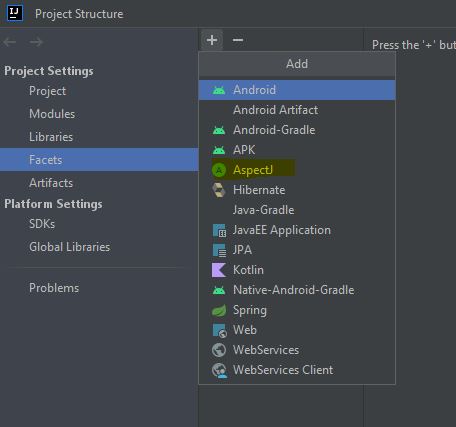 IJ
Project Structure
Project Settings
Project
Modules
Libraries
Facets
Artifacts
Platform Settings
SDKs
Global Libraries
Problems
Add
Android
Android Artifact
Android-Gradle
APK
A AspectJ
Hibernate
Java-Gradle
JavaEE Application
JPA
Kotlin
Native-Android-Gradle
Spring
Web
WebServices
WebServices Client
Press the '+' but